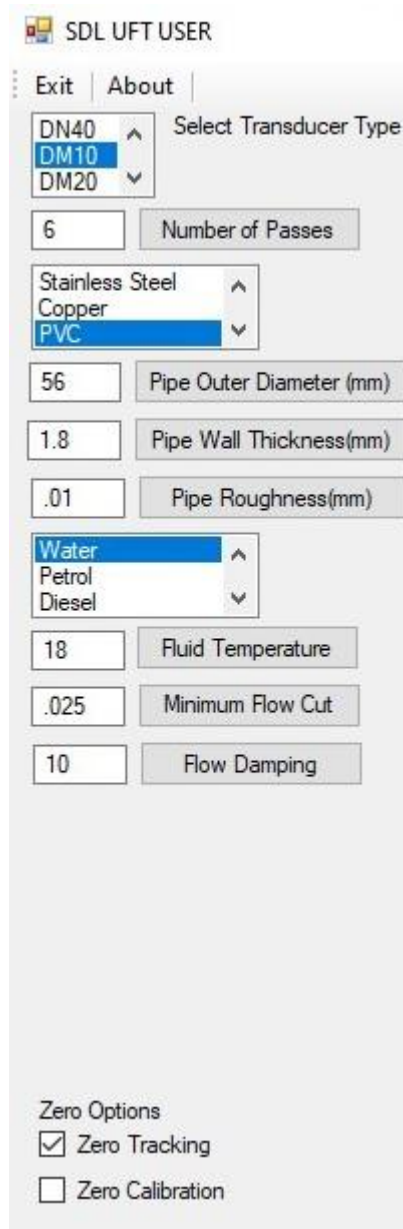 SDL UFT USER
Exit About
DN40 Select Transducer Type
DM10
DM20
6 Number of Passes
Stainless Steel
Copper
PVC
56 Pipe Outer Diameter (mm)
1.8 Pipe Wall Thickness(mm)
.01 Pipe Roughness(mm)
Water
Petrol
Diesel
18 Fluid Temperature
.025 Minimum Flow Cut
10 Flow Damping
Zero Options
Zero Tracking
Zero Calibration